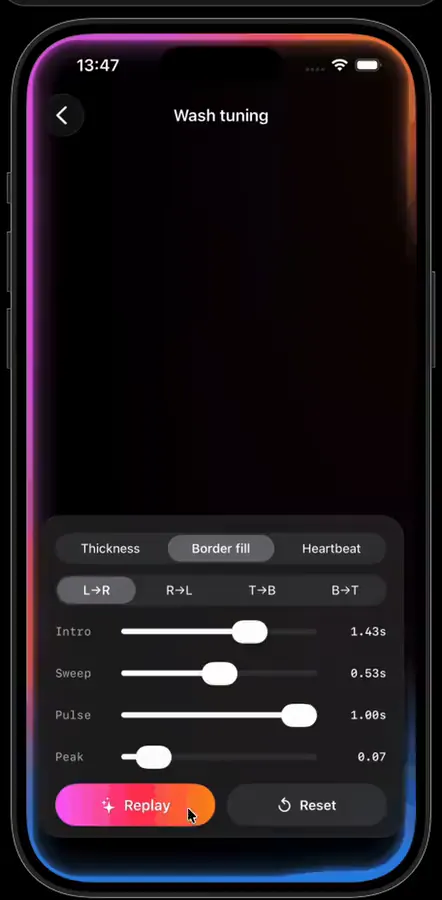 13:47
Wash tuning
Thickness Border fill Heartbeat
L→R R→L T→B B→T
Intro 1.43s
Sweep 0.53s
Pulse 1.00s
Peak 0.07
Replay Reset